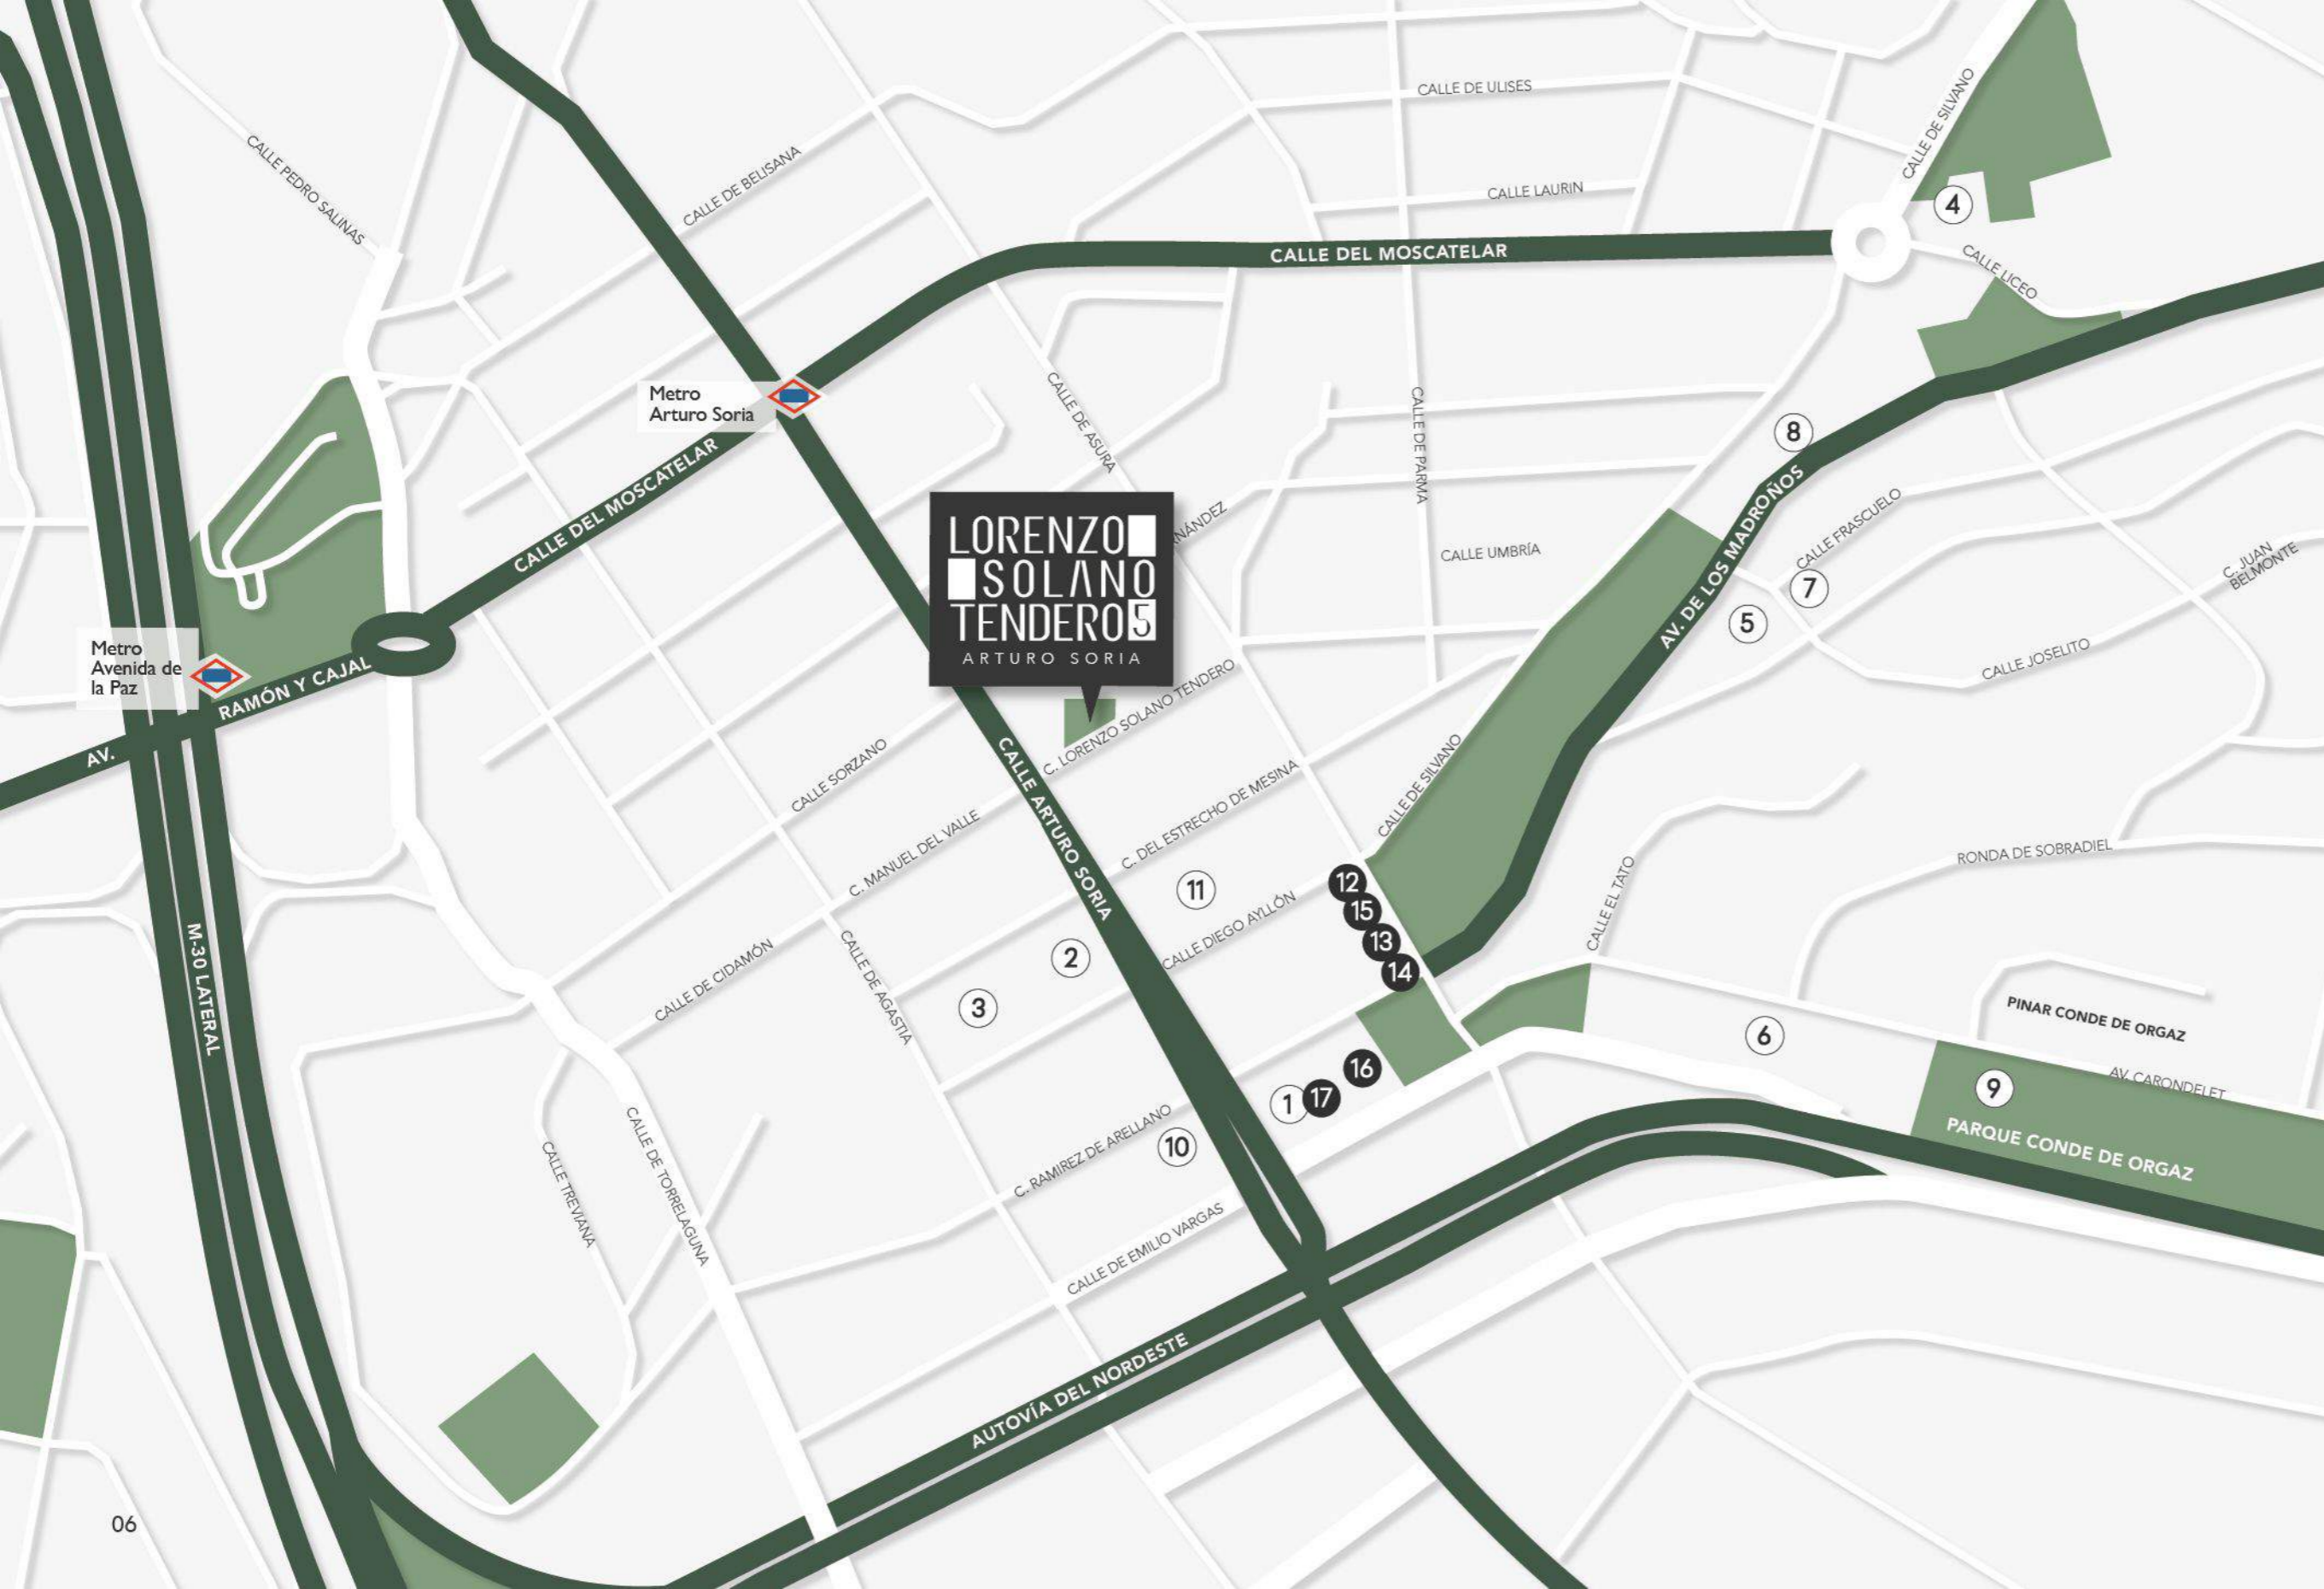 CALLE DE ULISES
CALLE DE SILVANO
CALLE PEDRO SALINAS
CALLE DE BELISANA
CALLE LAURIN
4
CALLE DEL MOSCATELAR
CALLE LICEO
Metro
Arturo Soria
CALLE DE ASURA
CALLE DE PARMA
8
CALLE DEL MOSCATELAR
AV. DE LOS MADROÑOS
CALLE FRASCUELO
LORENZO
SOLANO
TENDERO 5
ARTURO SORIA
NÁNDEZ
CALLE UMBRÍA
C. JUAN
BELMONTE
7
5
Metro
Avenida de
la Paz
AV. RAMÓN Y CAJAL
CALLE JOSELITO
C. LORENZO SOLANO TENDERO
CALLE SORZANO
CALLE ARTURO SORIA
C. DEL ESTRECHO DE MESINA
CALLE DE SILVANO
C. MANUEL DEL VALLE
RONDA DE SOBRADIEL
CALLE EL TATO
11
12
15
13
14
CALLE DIEGO AYLLÓN
2
3
CALLE DE CIDAMÓN
CALLE DE AGASTIA
M-30 LATERAL
PINAR CONDE DE ORGAZ
6
16
1
17
9
AV. CARONDELET
PARQUE CONDE DE ORGAZ
C. RAMIREZ DE ARELLANO
10
CALLE TREVIANA
CALLE DE TORRELAGUNA
CALLE DE EMILIO VARGAS
AUTOVÍA DEL NORDESTE
06